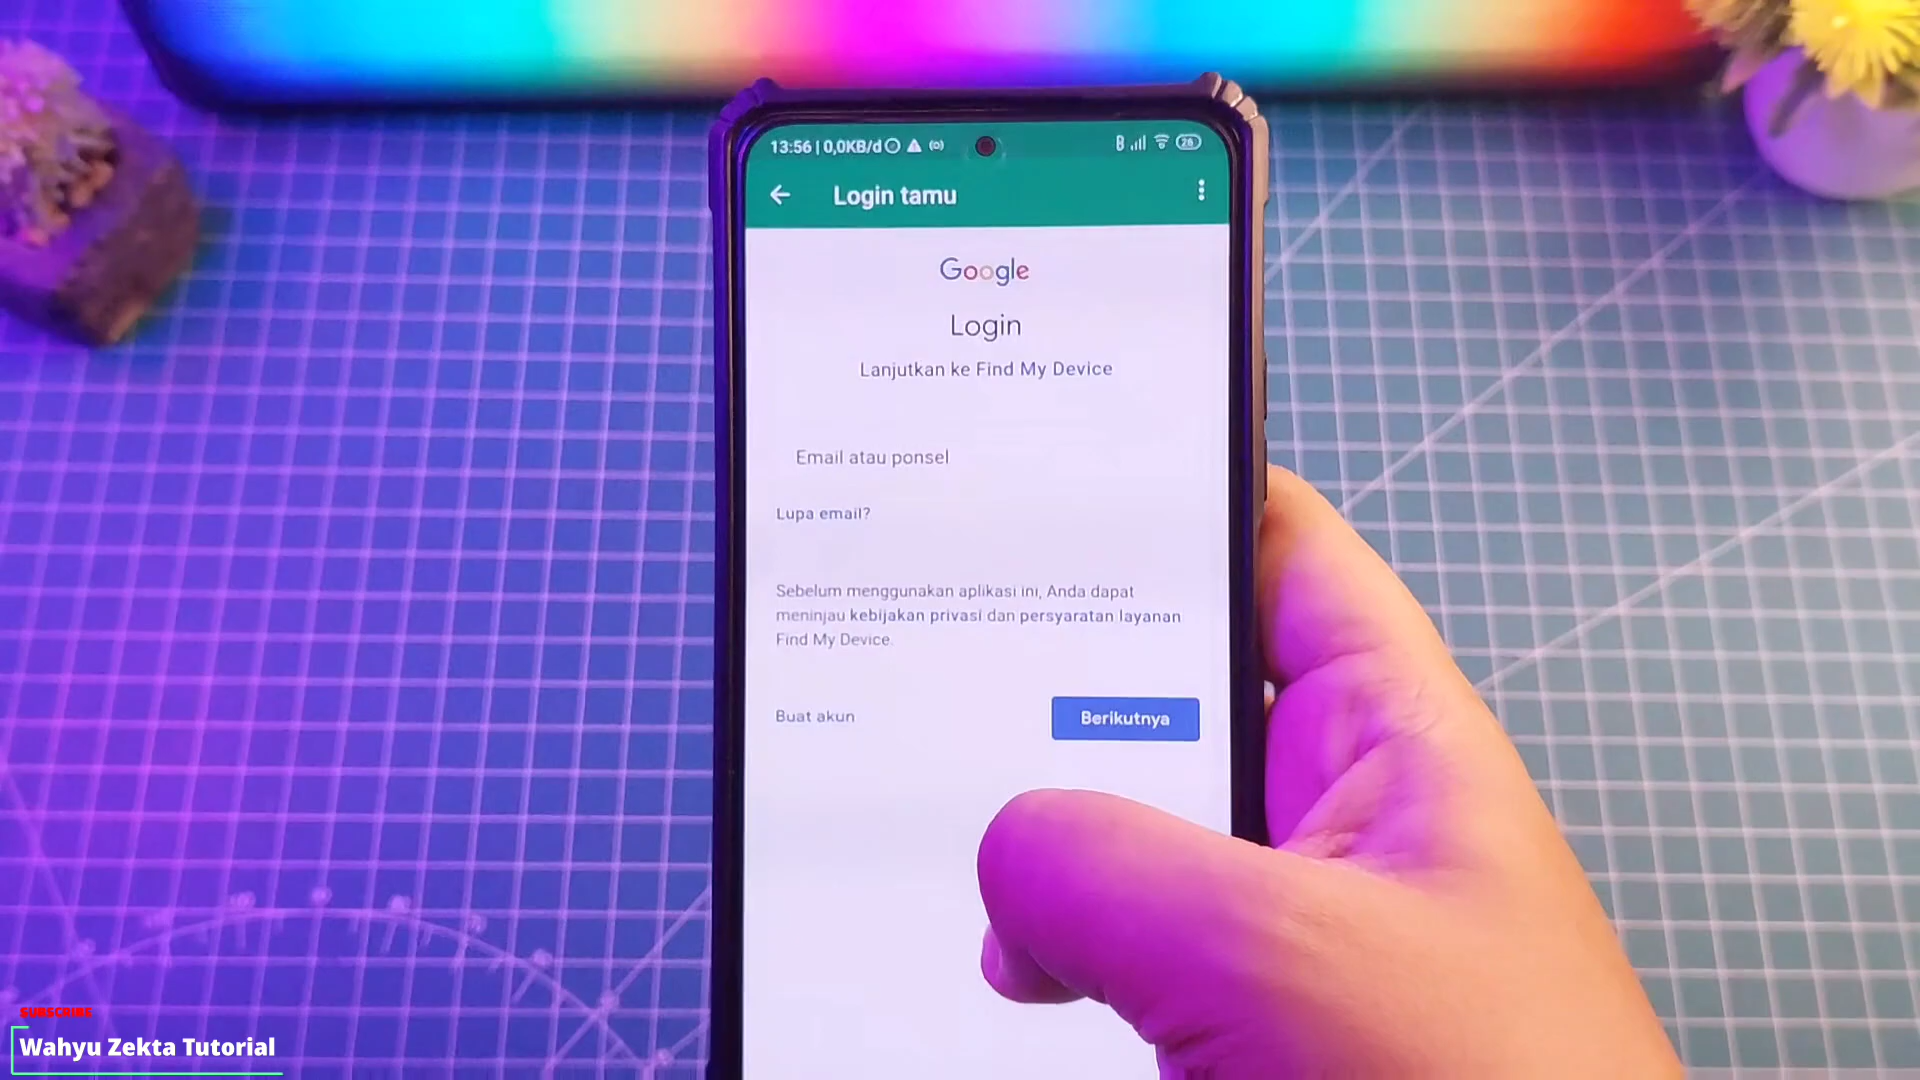 13:56 | 0,0KB/d
26
Login tamu
Google
Login
Lanjutkan ke Find My Device
Email atau ponsel
Lupa email?
Sebelum menggunakan aplikasi ini, Anda dapat
meninjau kebijakan privasi dan persyaratan layanan
Find My Device.
Buat akun
Berikutnya
SUBSCRIBE
Wahyu Zekta Tutorial